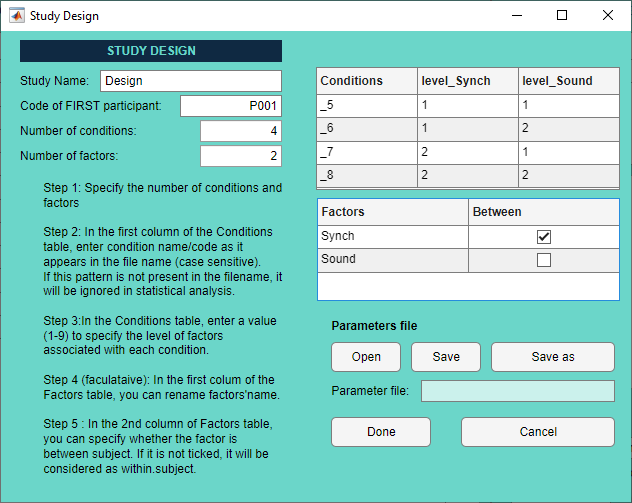 Study Design
STUDY DESIGN
Study Name: Design
Code of FIRST participant: P001
Number of conditions: 4
Number of factors: 2
Step 1: Specify the number of conditions and
factors
Step 2: In the first column of the Conditions
table, enter condition name/code as it
appears in the file name (case sensitive).
If this pattern is not present in the filename, it
will be ignored in statistical analysis.
Step 3:In the Conditions table, enter a value
(1-9) to specify the level of factors
associated with each condition.
Step 4 (faculataive): In the first colum of the
Factors table, you can rename factors'name.
Step 5 : In the 2nd column of Factors table,
you can specify whether the factor is
between subject. If it is not ticked, it will be
considered as within.subject.
Conditions level_Synch level_Sound
_5 1 1
_6 1 2
_7 2 1
_8 2 2
Factors Between
Synch
Sound
Parameters file
Open Save Save as
Parameter file:
Done Cancel